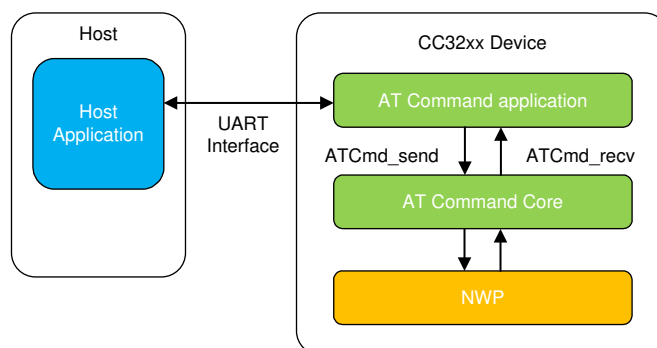 Host
CC32xx Device
Host
Application
UART
Interface
AT Command application
ATCmd_send
ATCmd_recv
AT Command Core
NWP